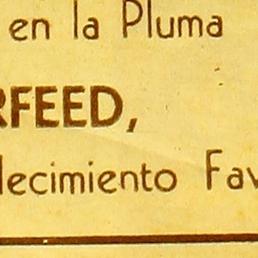 en la Pluma
RFEED,
lecimiento Fav